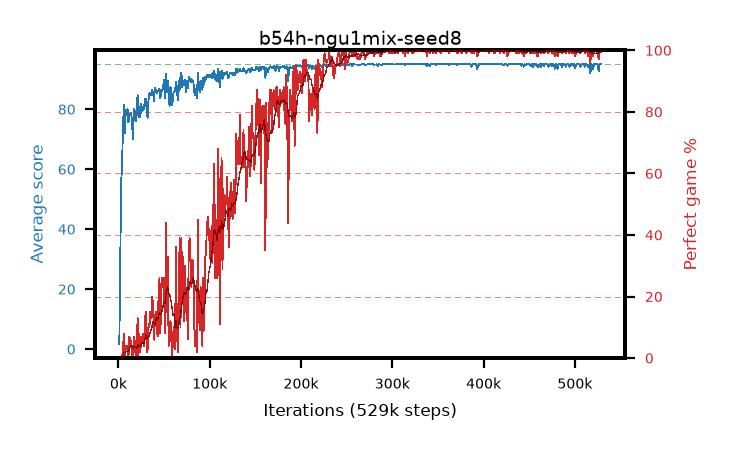 b54h-ngu1mix-seed8
100
80
80
60
60
40
40
20
20
0
0
Average score
Perfect game %
0k 100k 200k 300k 400k 500k
Iterations (529k steps)